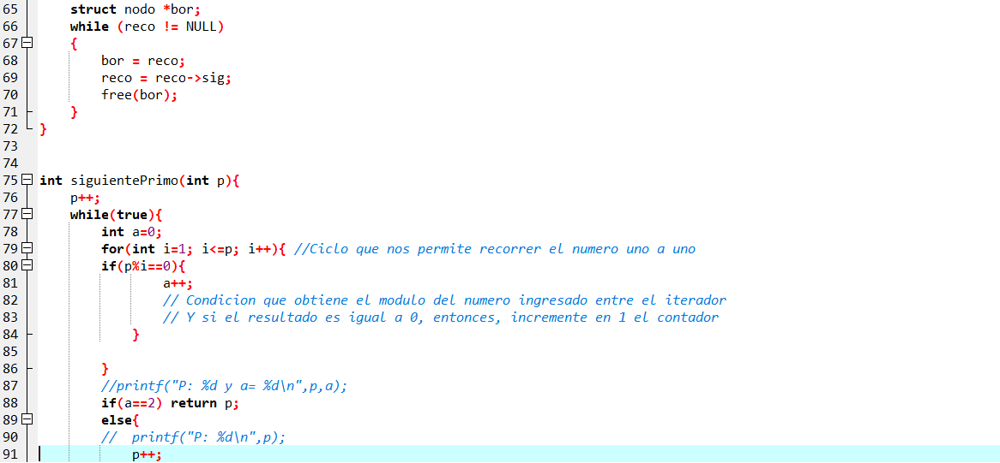 65 struct nodo *bor;
66 while (reco != NULL)
67 {
68 bor = reco;
69 reco = reco->sig;
70 free(bor);
71 }
72 }
73
74
75 int siguientePrimo(int p){
76 p++;
77 while(true){
78 int a=0;
79 for(int i=1; i<=p; i++){ //Ciclo que nos permite recorrer el numero uno a uno
80 if(p%i==0){
81 a++;
82 // Condicion que obtiene el modulo del numero ingresado entre el iterador
83 // Y si el resultado es igual a 0, entonces, incremente en 1 el contador
84 }
85
86 }
87 //printf("P: %d y a= %d\n",p,a);
88 if(a==2) return p;
89 else{
90 // printf("P: %d\n",p);
91 p++;